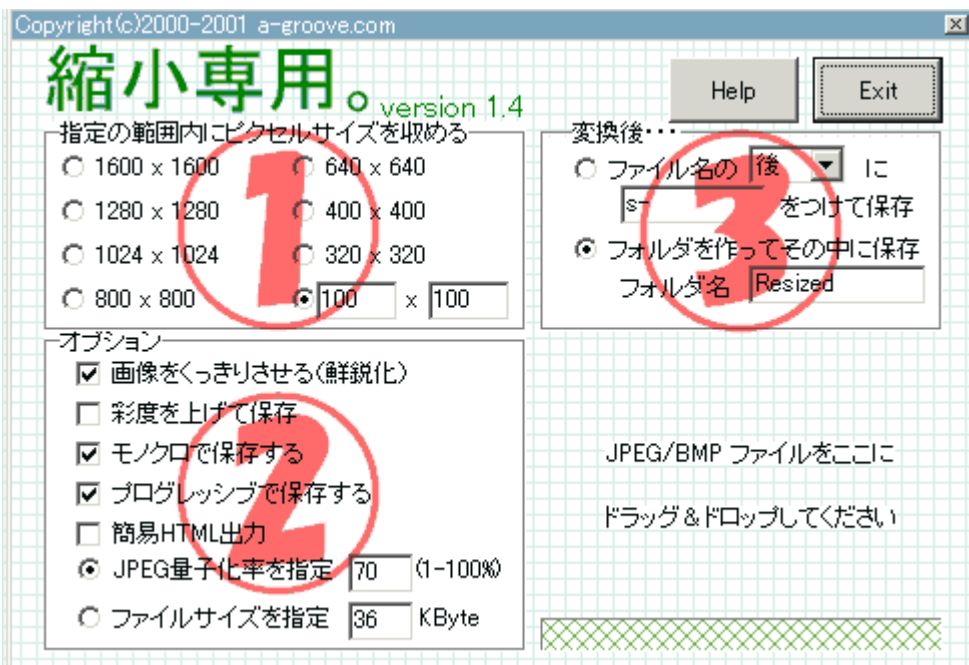 Copyright(c)2000-2001 a-groove.com
縮小専用。version 1.4
Help
Exit
指定の範囲内にピクセルサイズを収める
1600 x 1600
640 x 640
1280 x 1280
400 x 400
1024 x 1024
320 x 320
800 x 800
100 x 100
1
変換後・・・
ファイル名の 後 に
s- をつけて保存
フォルダを作ってその中に保存
フォルダ名 Resized
3
オプション
画像をくっきりさせる(鮮鋭化)
彩度を上げて保存
モノクロで保存する
プログレッシブで保存する
簡易HTML出力
JPEG量子化率を指定 70 (1-100%)
ファイルサイズを指定 36 KByte
2
JPEG/BMP ファイルをここに
ドラッグ&ドロップしてください